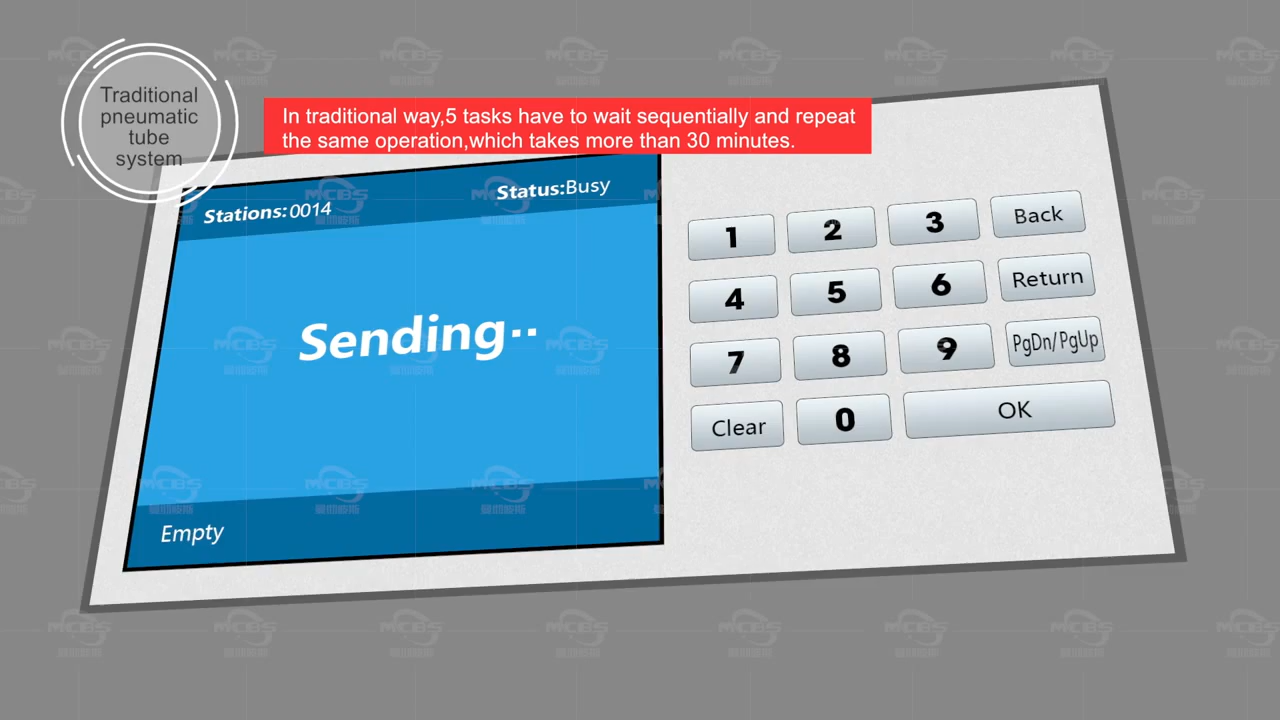 Traditional
pneumatic
tube
system
In traditional way,5 tasks have to wait sequentially and repeat
the same operation,which takes more than 30 minutes.
Stations:0014
Status:Busy
Sending··
Empty
1 2 3 Back
4 5 6 Return
7 8 9 PgDn/PgUp
Clear 0 OK
MCBS